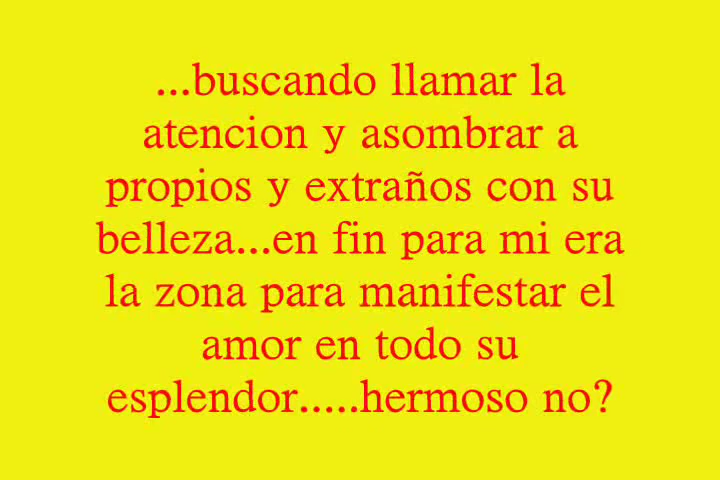 ...buscando llamar la
atencion y asombrar a
propios y extraños con su
belleza...en fin para mi era
la zona para manifestar el
amor en todo su
esplendor.....hermoso no?